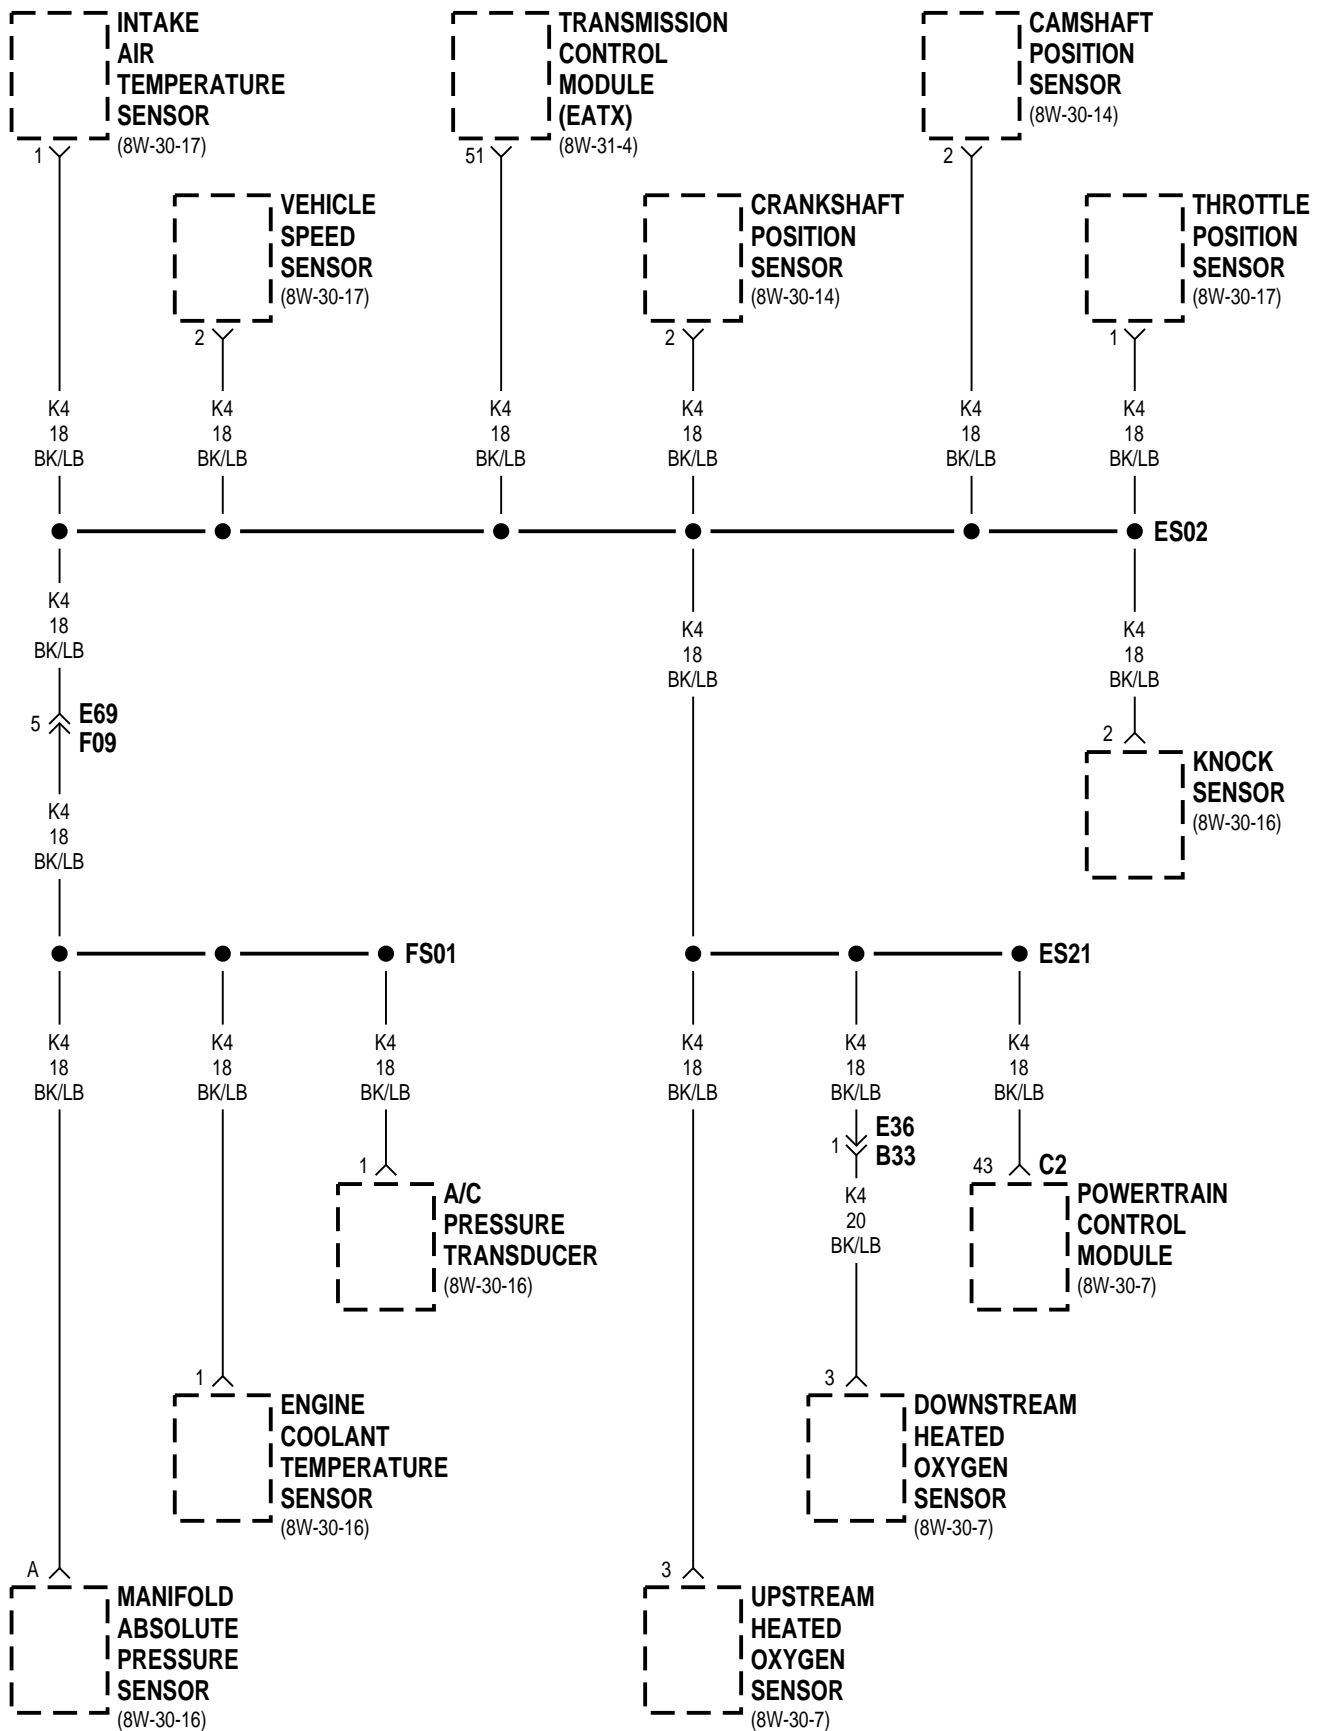 INTAKE
AIR
TEMPERATURE
SENSOR
(8W-30-17)
1
TRANSMISSION
CONTROL
MODULE
(EATX)
(8W-31-4)
51
CAMSHAFT
POSITION
SENSOR
(8W-30-14)
2
VEHICLE
SPEED
SENSOR
(8W-30-17)
2
CRANKSHAFT
POSITION
SENSOR
(8W-30-14)
2
THROTTLE
POSITION
SENSOR
(8W-30-17)
1
K4
18
BK/LB
K4
18
BK/LB
K4
18
BK/LB
K4
18
BK/LB
K4
18
BK/LB
K4
18
BK/LB
ES02
K4
18
BK/LB
K4
18
BK/LB
K4
18
BK/LB
5
E69
F09
2
KNOCK
SENSOR
(8W-30-16)
K4
18
BK/LB
FS01
ES21
K4
18
BK/LB
K4
18
BK/LB
K4
18
BK/LB
K4
18
BK/LB
K4
18
BK/LB
K4
18
BK/LB
1
E36
B33
1
A/C
PRESSURE
TRANSDUCER
(8W-30-16)
K4
20
BK/LB
43
C2
POWERTRAIN
CONTROL
MODULE
(8W-30-7)
1
ENGINE
COOLANT
TEMPERATURE
SENSOR
(8W-30-16)
3
DOWNSTREAM
HEATED
OXYGEN
SENSOR
(8W-30-7)
A
MANIFOLD
ABSOLUTE
PRESSURE
SENSOR
(8W-30-16)
3
UPSTREAM
HEATED
OXYGEN
SENSOR
(8W-30-7)